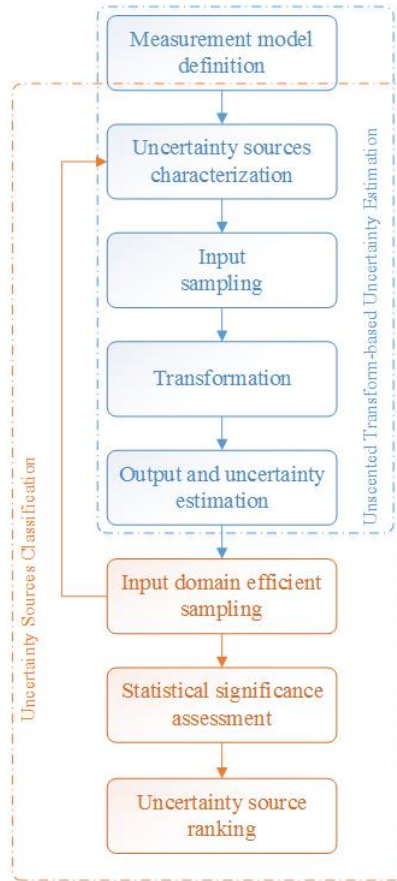 Measurement model
definition
Uncertainty sources
characterization
Input
sampling
Transformation
Output and uncertainty
estimation
Unscented Transform-based Uncertainty Estimation
Input domain efficient
sampling
Statistical significance
assessment
Uncertainty source
ranking
Uncertainty Sources Classification